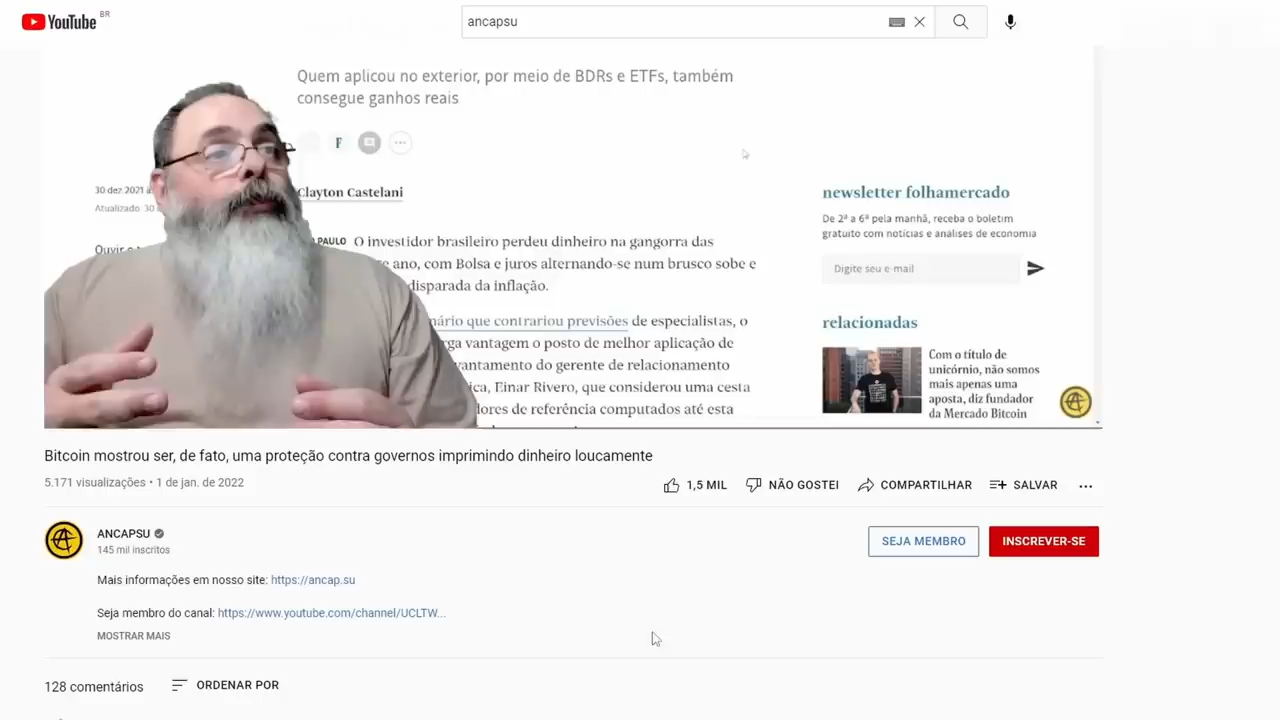 YouTube BR
ancapsu
Quem aplicou no exterior, por meio de BDRs e ETFs, também
consegue ganhos reais
F
Clayton Castelani
30 dez 2021
Atualizado 30
PAULO O investidor brasileiro perdeu dinheiro na gangorra das
ano, com Bolsa e juros alternando-se num brusco sobe e
disparada da inflação.
que contrariou previsões de especialistas, o
vantagem o posto de melhor aplicação de
do gerente de relacionamento
Einar Rivero, que considerou uma cesta
de referência computados até esta
newsletter folhamercado
De 2ª a 6ª pela manhã, receba o boletim
gratuito com notícias e análises de economia
Digite seu e-mail
relacionadas
Com o título de
unicórnio, não somos
mais apenas uma
aposta, diz fundador
da Mercado Bitcoin
Bitcoin mostrou ser, de fato, uma proteção contra governos imprimindo dinheiro loucamente
5.171 visualizações • 1 de jan. de 2022
1,5 MIL NÃO GOSTEI COMPARTILHAR SALVAR
ANCAPSU
145 mil inscritos
SEJA MEMBRO INSCREVER-SE
Mais informações em nosso site: https://ancap.su
Seja membro do canal: https://www.youtube.com/channel/UCLTW...
MOSTRAR MAIS
128 comentários ORDENAR POR